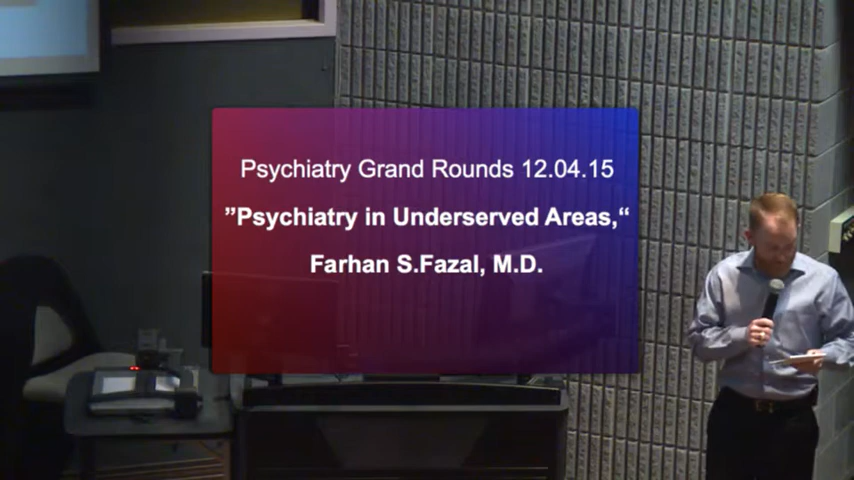 Psychiatry Grand Rounds 12.04.15
”Psychiatry in Underserved Areas,“
Farhan S.Fazal, M.D.